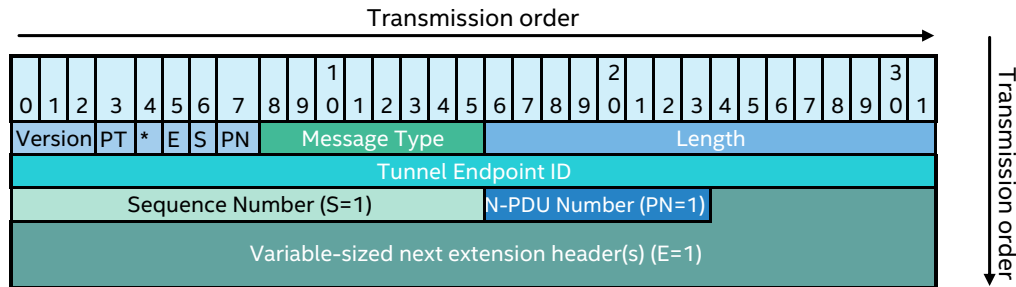 Transmission order
1 2 3
0 1 2 3 4 5 6 7 8 9 0 1 2 3 4 5 6 7 8 9 0 1 2 3 4 5 6 7 8 9 0 1
Version PT * E S PN Message Type Length
Tunnel Endpoint ID
Sequence Number (S=1) N-PDU Number (PN=1)
Variable-sized next extension header(s) (E=1)
Transmission order